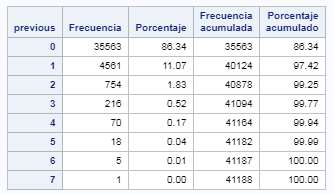 previous Frecuencia Porcentaje Frecuencia acumulada Porcentaje acumulado
0 35563 86.34 35563 86.34
1 4561 11.07 40124 97.42
2 754 1.83 40878 99.25
3 216 0.52 41094 99.77
4 70 0.17 41164 99.94
5 18 0.04 41182 99.99
6 5 0.01 41187 100.00
7 1 0.00 41188 100.00